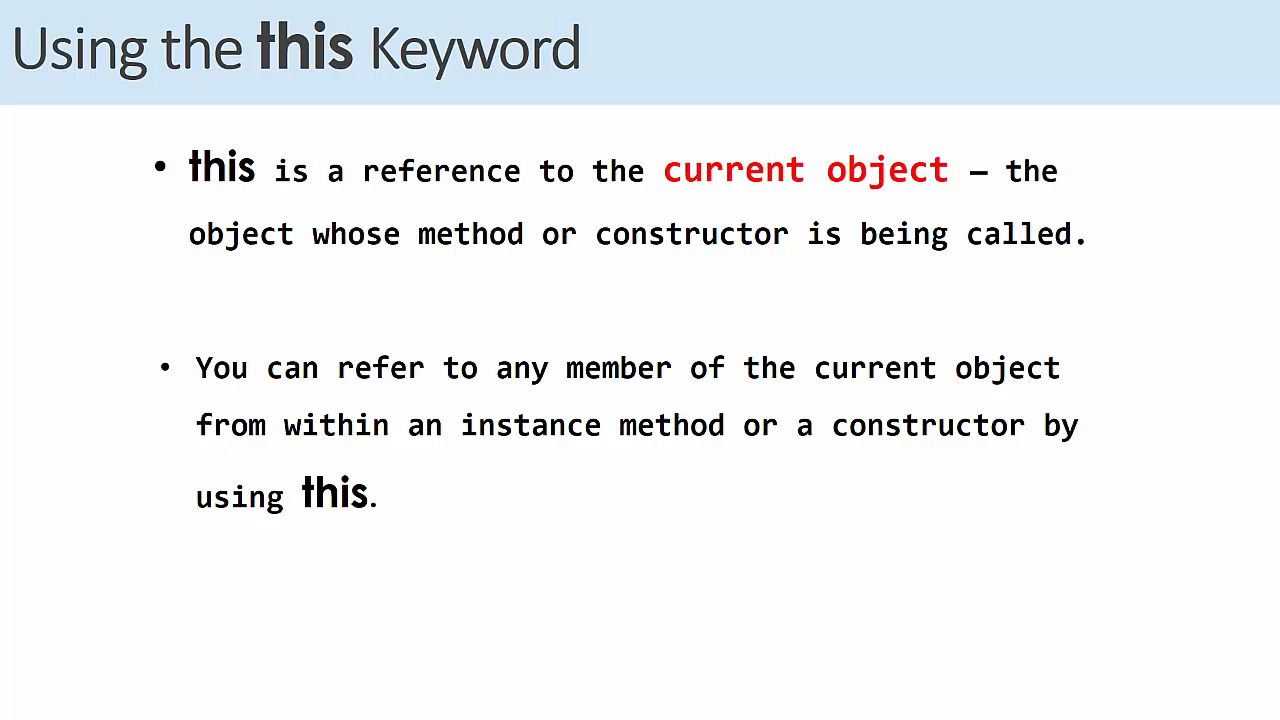 Using the this Keyword
• this is a reference to the current object – the
object whose method or constructor is being called.
• You can refer to any member of the current object
from within an instance method or a constructor by
using this.